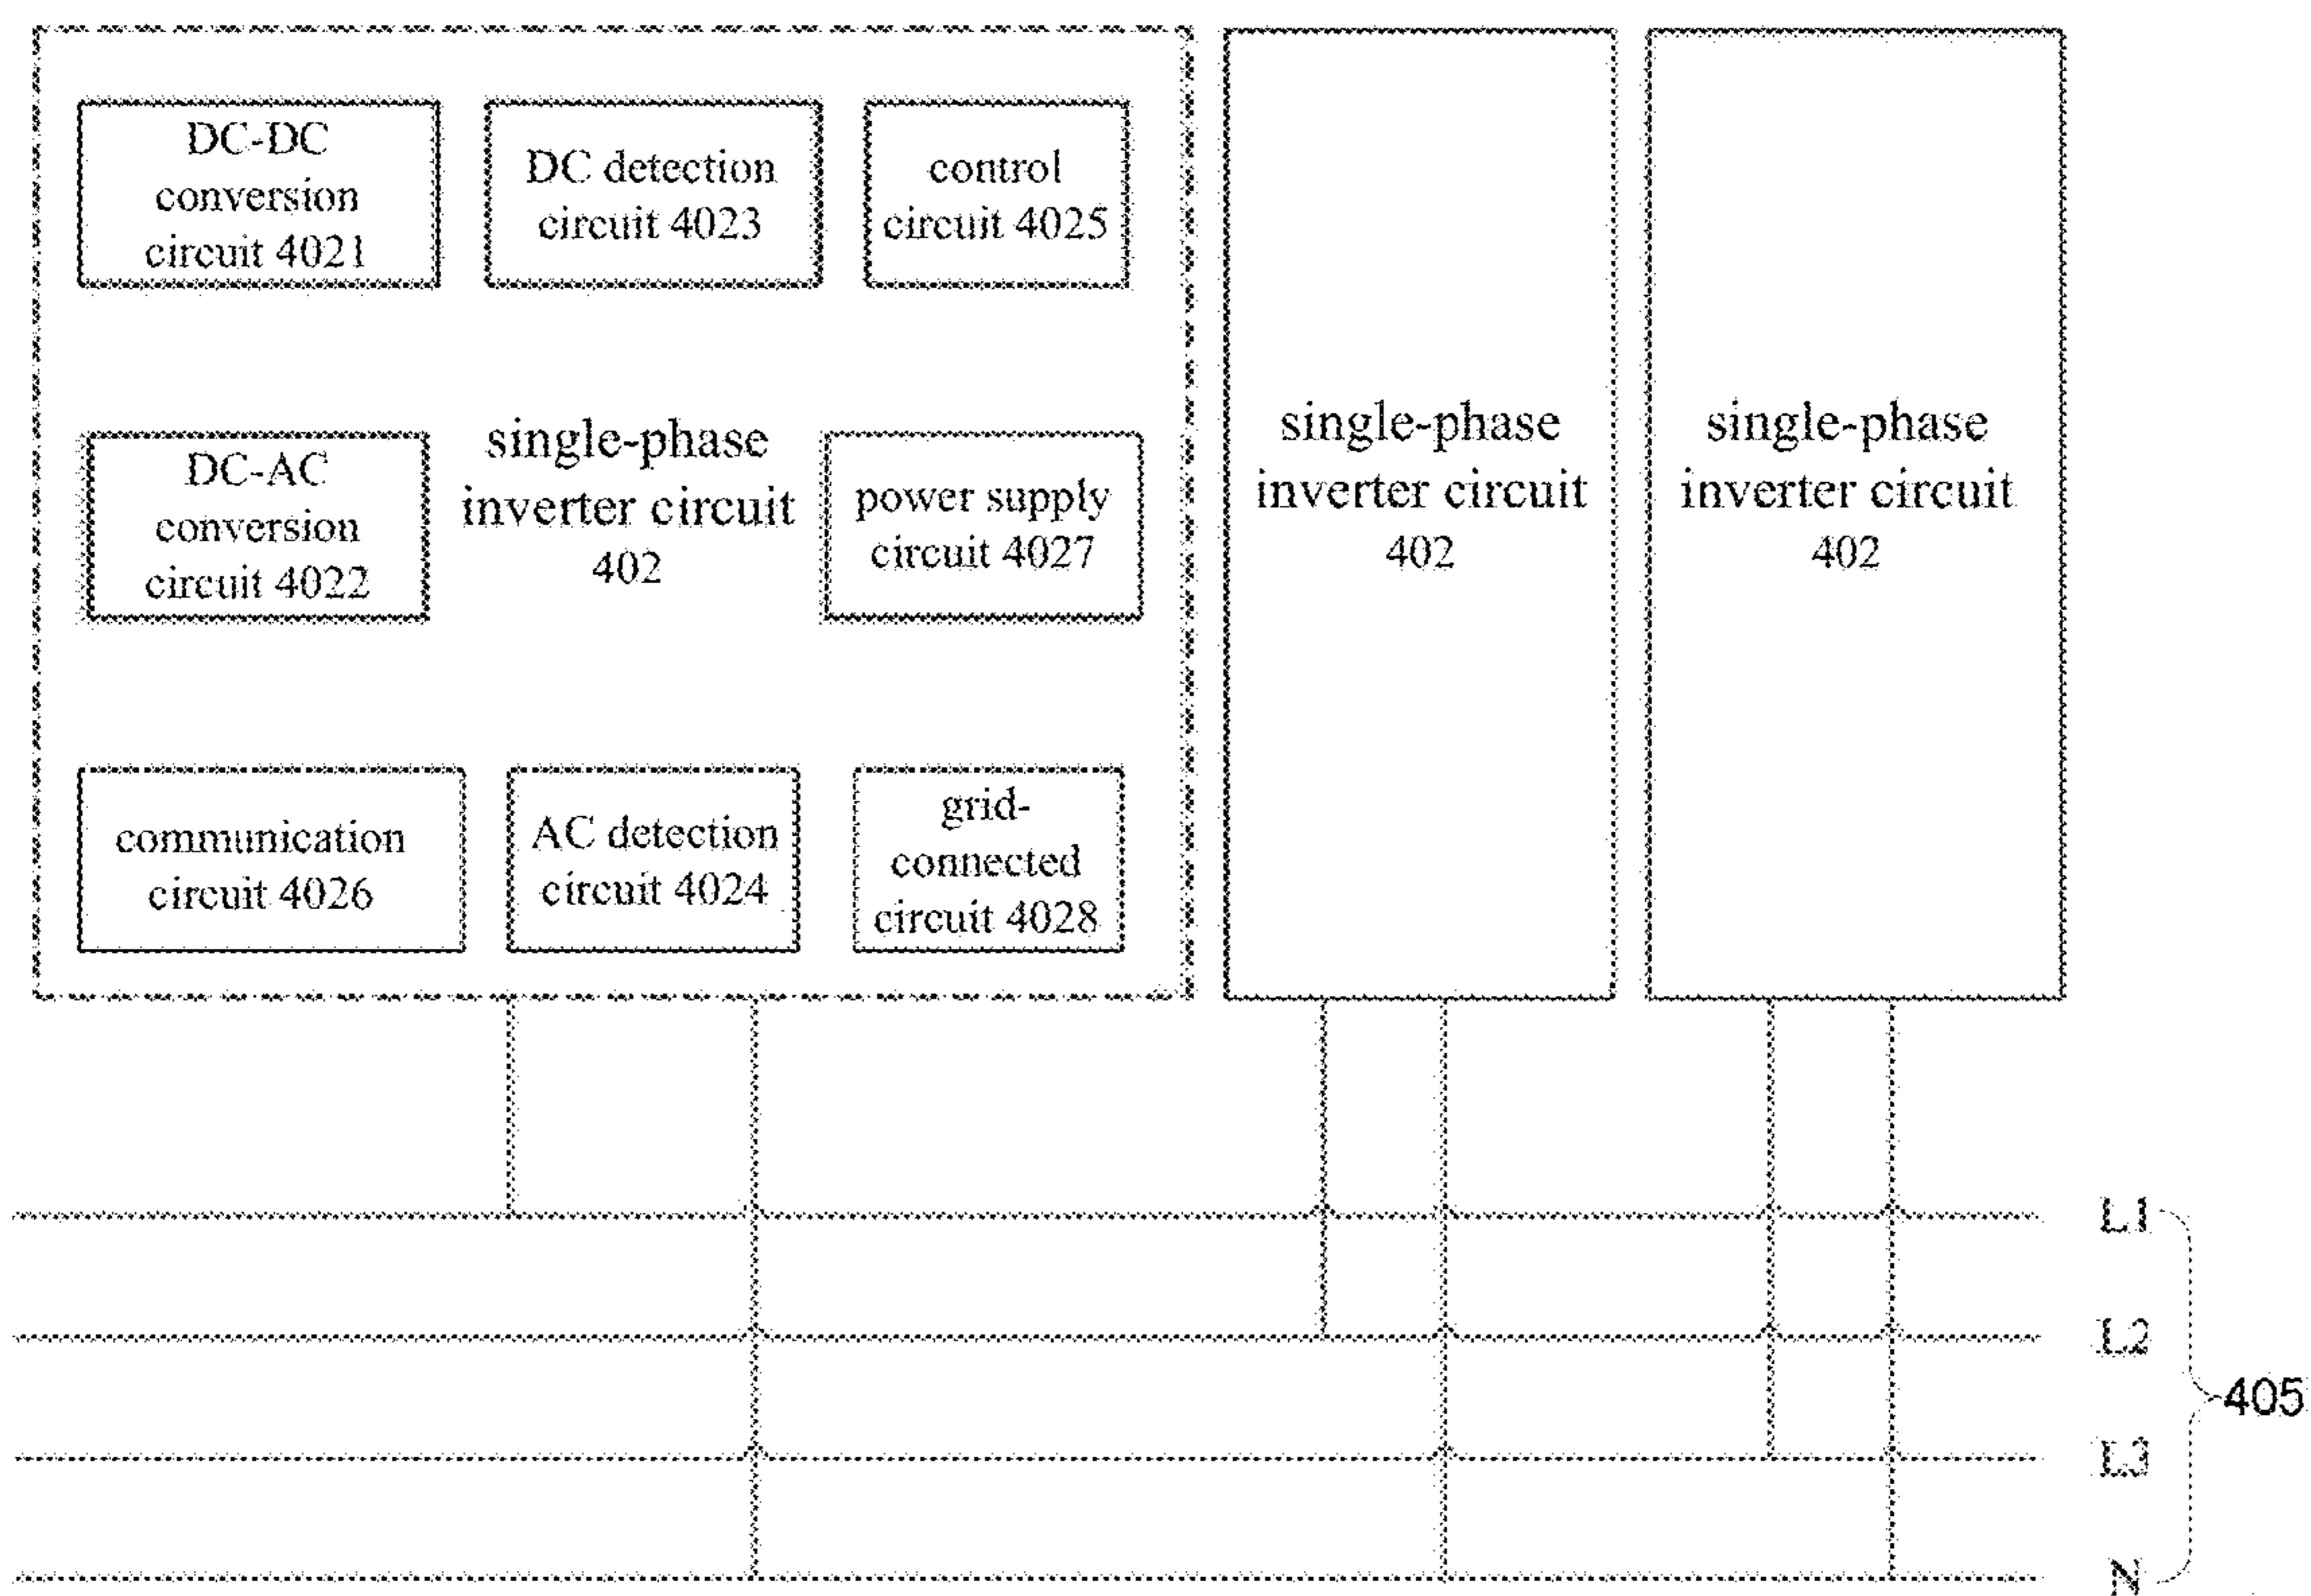 DC-DC
conversion
circuit 4021
DC detection
circuit 4023
control
circuit 4025
DC-AC
conversion
circuit 4022
single-phase
inverter circuit
402
power supply
circuit 4027
communication
circuit 4026
AC detection
circuit 4024
grid-
connected
circuit 4028
single-phase
inverter circuit
402
single-phase
inverter circuit
402
L1
L2
L3
N
405